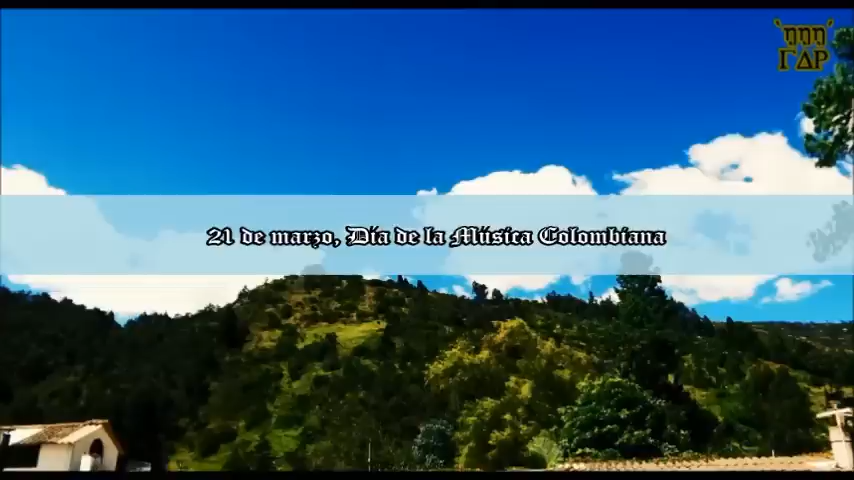 ΓΔΡ
21 de marzo, Día de la Música Colombiana